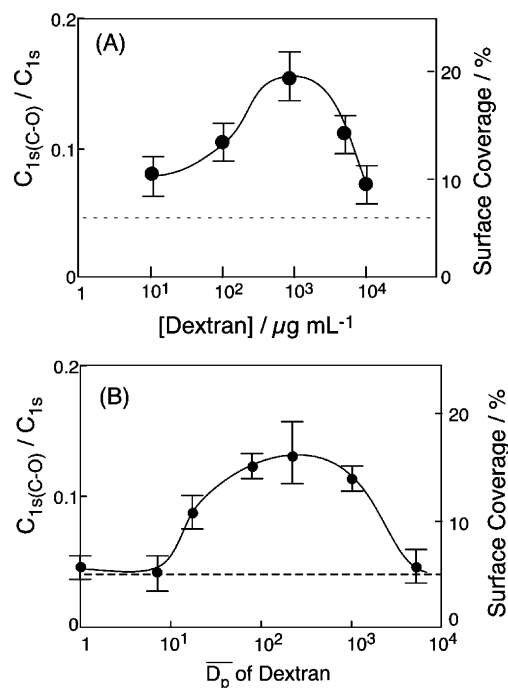 (A)
C1s(C-O) / C1s
0.2
0.1
0
20
10
0
Surface Coverage / %
1 10¹ 10² 10³ 10⁴
[Dextran] / µg mL⁻¹
(B)
C1s(C-O) / C1s
0.2
0.1
0
20
10
0
Surface Coverage / %
1 10¹ 10² 10³ 10⁴
D̅p̅ of Dextran